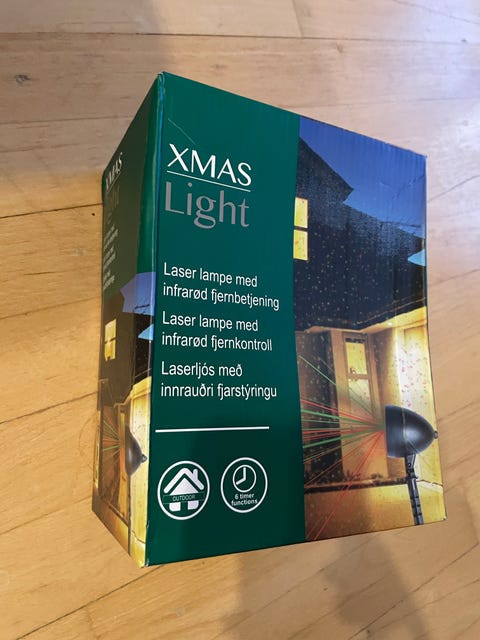 XMAS
Light
Laser lampe med
infrarød fjernbetjening
Laser lampe med
infrarød fjernkontroll
Laserljós með
innrauðri fjarstýringu
OUTDOOR
6 timer
functions
XMAS